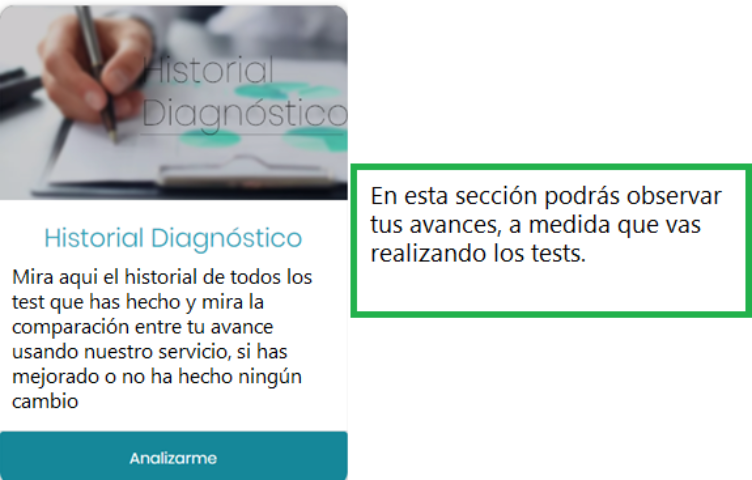 Historial
Diagnóstico
Historial Diagnóstico
Mira aqui el historial de todos los
test que has hecho y mira la
comparación entre tu avance
usando nuestro servicio, si has
mejorado o no ha hecho ningún
cambio
Analizarme
En esta sección podrás observar
tus avances, a medida que vas
realizando los tests.